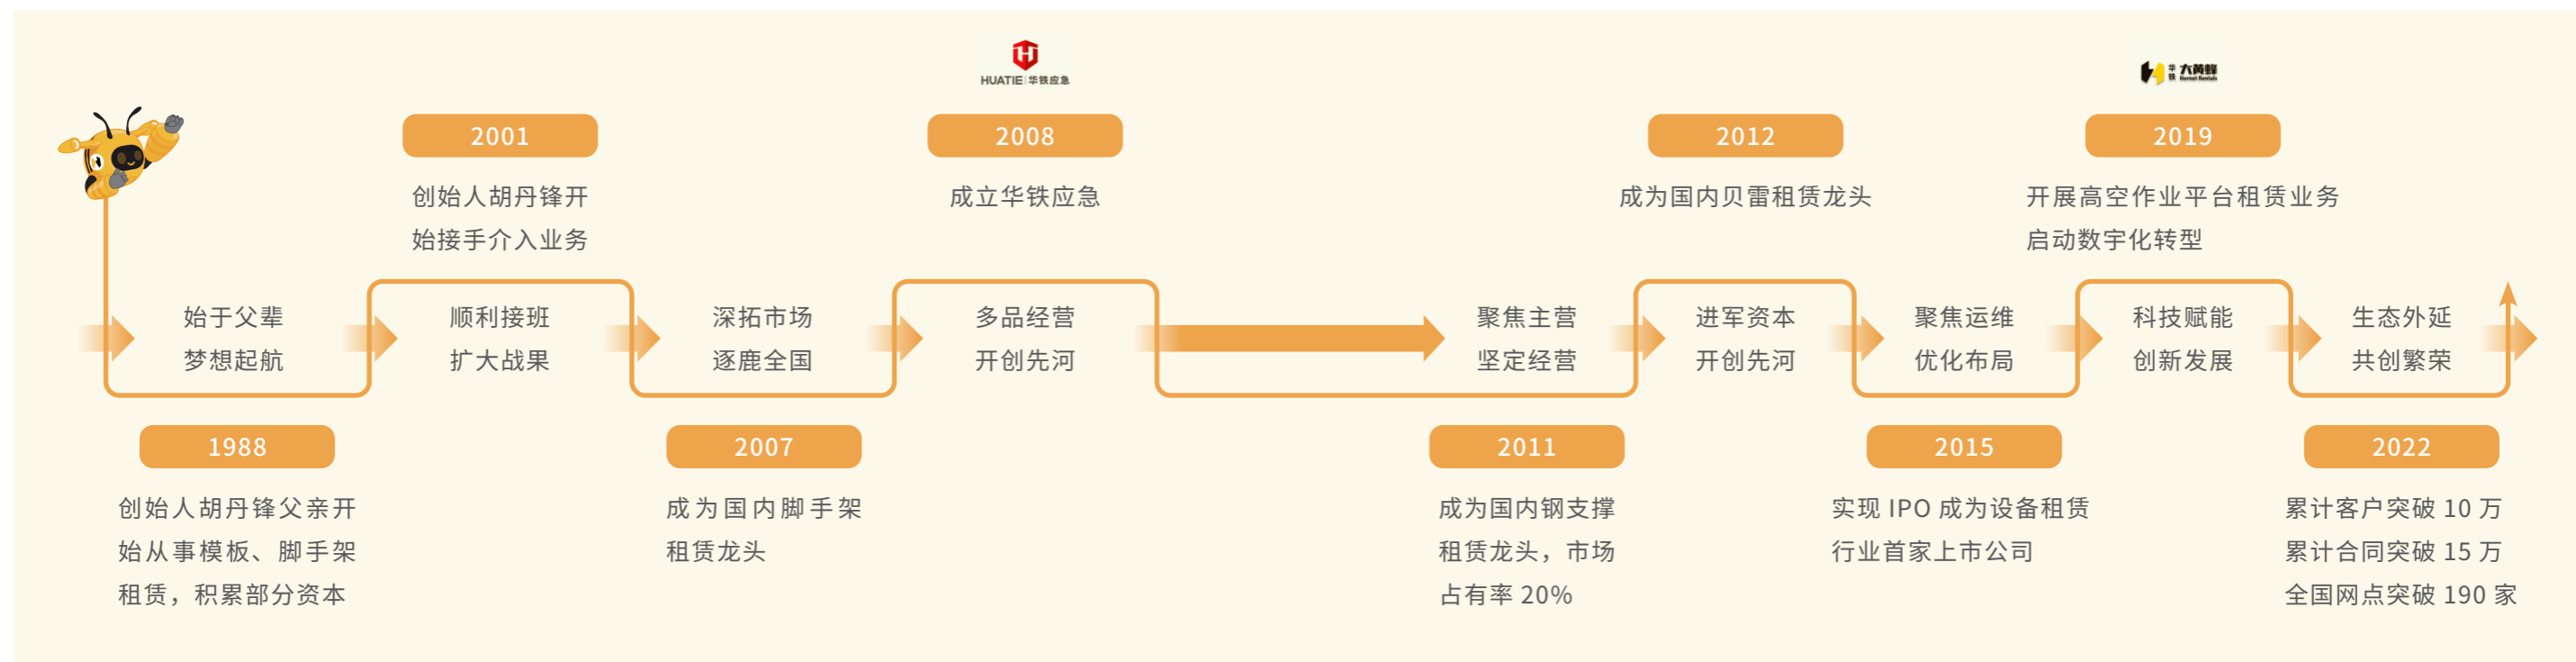 HUATIE 华铁应急
华铁 大黄蜂
Hornet Rentals
2001
2008
2012
2019
创始人胡丹锋开
始接手介入业务
成立华铁应急
成为国内贝雷租赁龙头
开展高空作业平台租赁业务
启动数字化转型
始于父辈
梦想起航
顺利接班
扩大战果
深拓市场
逐鹿全国
多品经营
开创先河
聚焦主营
坚定经营
进军资本
开创先河
聚焦运维
优化布局
科技赋能
创新发展
生态外延
共创繁荣
1988
创始人胡丹锋父亲开
始从事模板、脚手架
租赁，积累部分资本
2007
成为国内脚手架
租赁龙头
2011
成为国内钢支撑
租赁龙头，市场
占有率 20%
2015
实现 IPO 成为设备租赁
行业首家上市公司
2022
累计客户突破 10 万
累计合同突破 15 万
全国网点突破 190 家